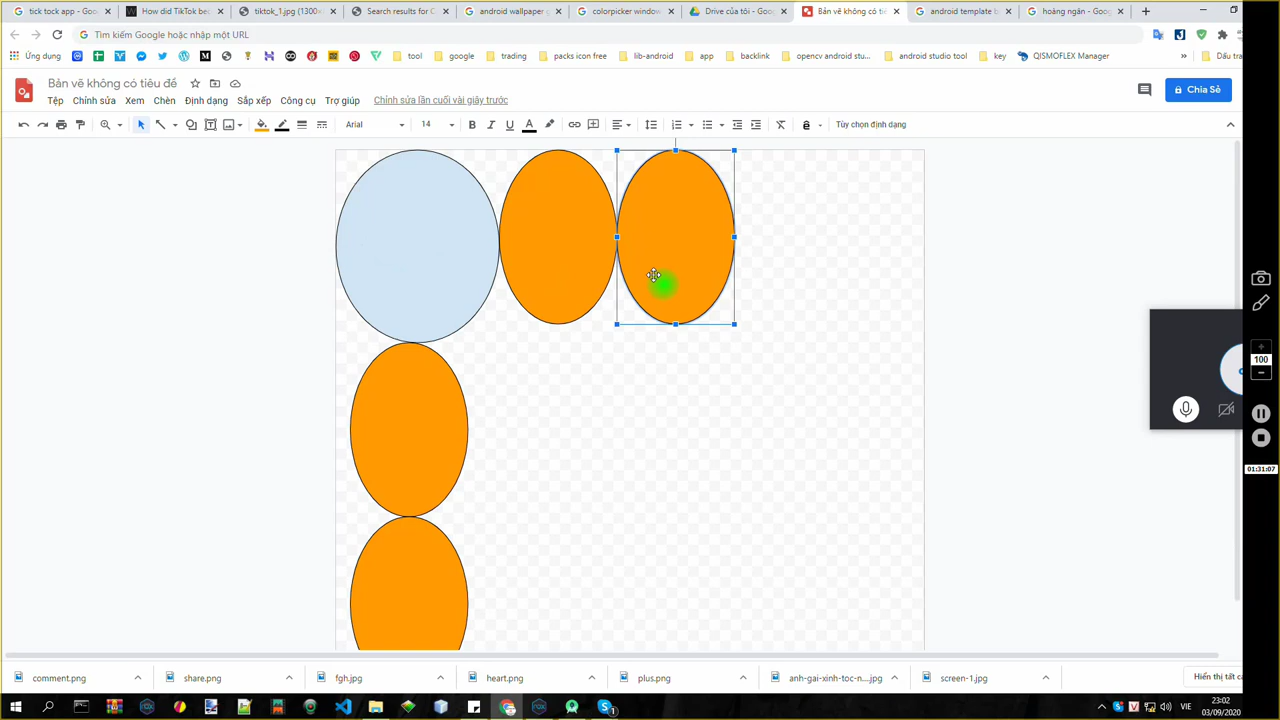 tick tock app - Goo
How did TikTok bec
tiktok_1.jpg (1300×
Search results for C
android wallpaper g
colorpicker window
Drive của tôi - Goo
Bản vẽ không có tiê
android template b
hoảng ngân - Goog
Tìm kiếm Google hoặc nhập một URL
Ứng dụng
tool
google
trading
packs icon free
lib-android
app
backlink
opencv android stu...
android studio tool
key
QISMOFLEX Manager
»
Dấu tra
Bản vẽ không có tiêu đề
Tệp Chỉnh sửa Xem Chèn Định dạng Sắp xếp Công cụ Trợ giúp Chỉnh sửa lần cuối vài giây trước
Chia Sẻ
Arial 14 B I U A Tùy chọn định dạng
100
01:31:07
comment.png
share.png
fgh.jpg
heart.png
plus.png
anh-gai-xinh-toc-n....jpg
screen-1.jpg
Hiển thị tất cả
VIE
23:02
03/09/2020